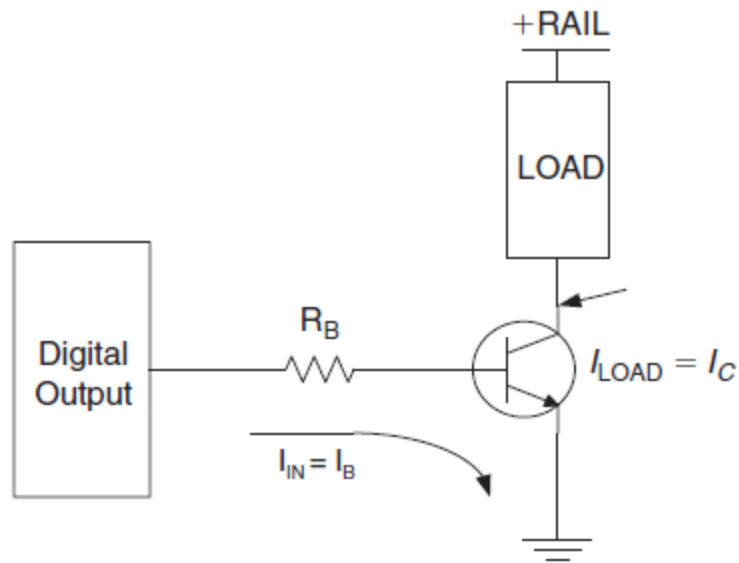 +RAIL
LOAD
R_B
Digital
Output
I_LOAD = I_C
I_IN = I_B